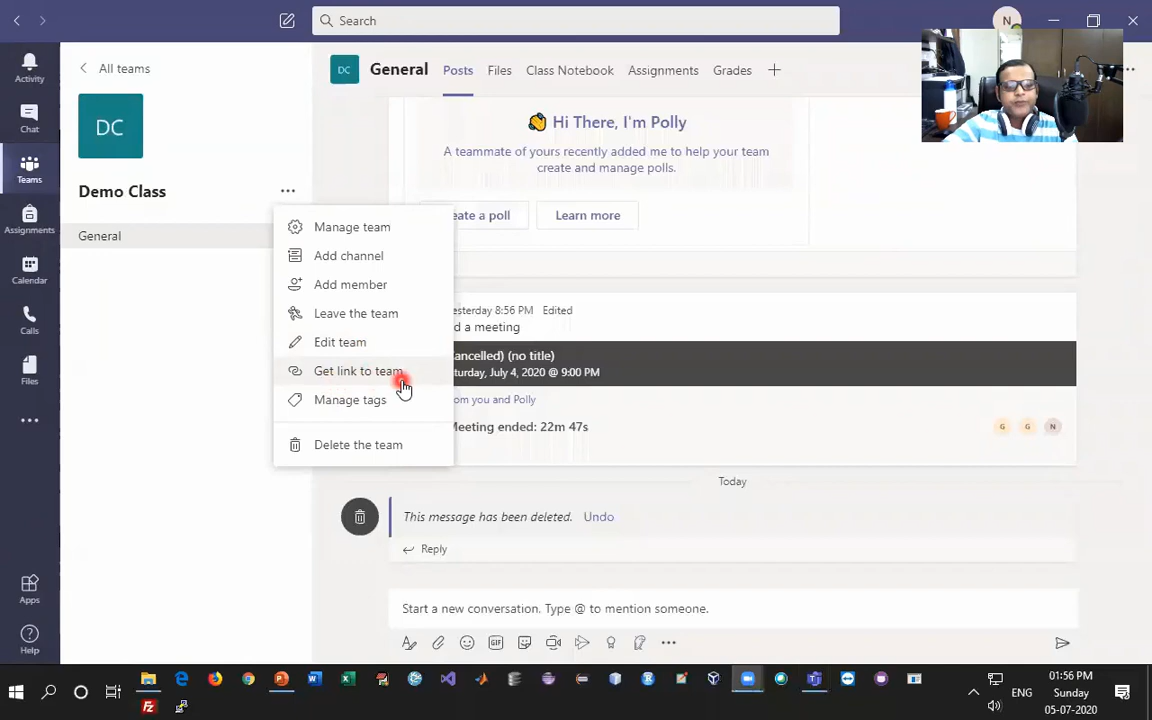 Search
N
Activity
Chat
Teams
Assignments
Calendar
Calls
Files
Apps
Help
All teams
DC
Demo Class
General
Manage team
Add channel
Add member
Leave the team
Edit team
Get link to team
Manage tags
Delete the team
DC General Posts Files Class Notebook Assignments Grades
Hi There, I'm Polly
A teammate of yours recently added me to help your team
create and manage polls.
eate a poll Learn more
esterday 8:56 PM Edited
d a meeting
ancelled) (no title)
aturday, July 4, 2020 @ 9:00 PM
om you and Polly
Meeting ended: 22m 47s
G G N
Today
This message has been deleted. Undo
Reply
Start a new conversation. Type @ to mention someone.
GIF
ENG
01:56 PM
Sunday
05-07-2020